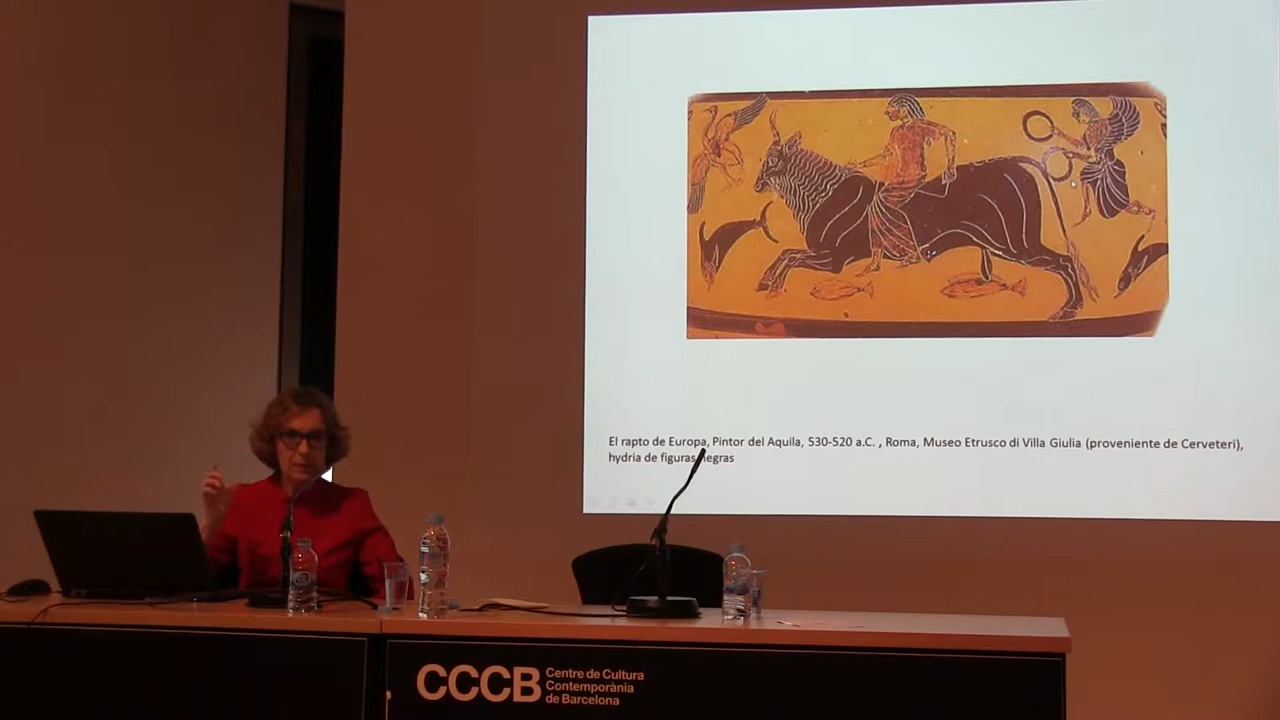 El rapto de Europa, Pintor del Aquila, 530-520 a.C. , Roma, Museo Etrusco di Villa Giulia (proveniente de Cerveteri),
hydria de figuras negras
CCCB
Centre de Cultura
Contemporània
de Barcelona